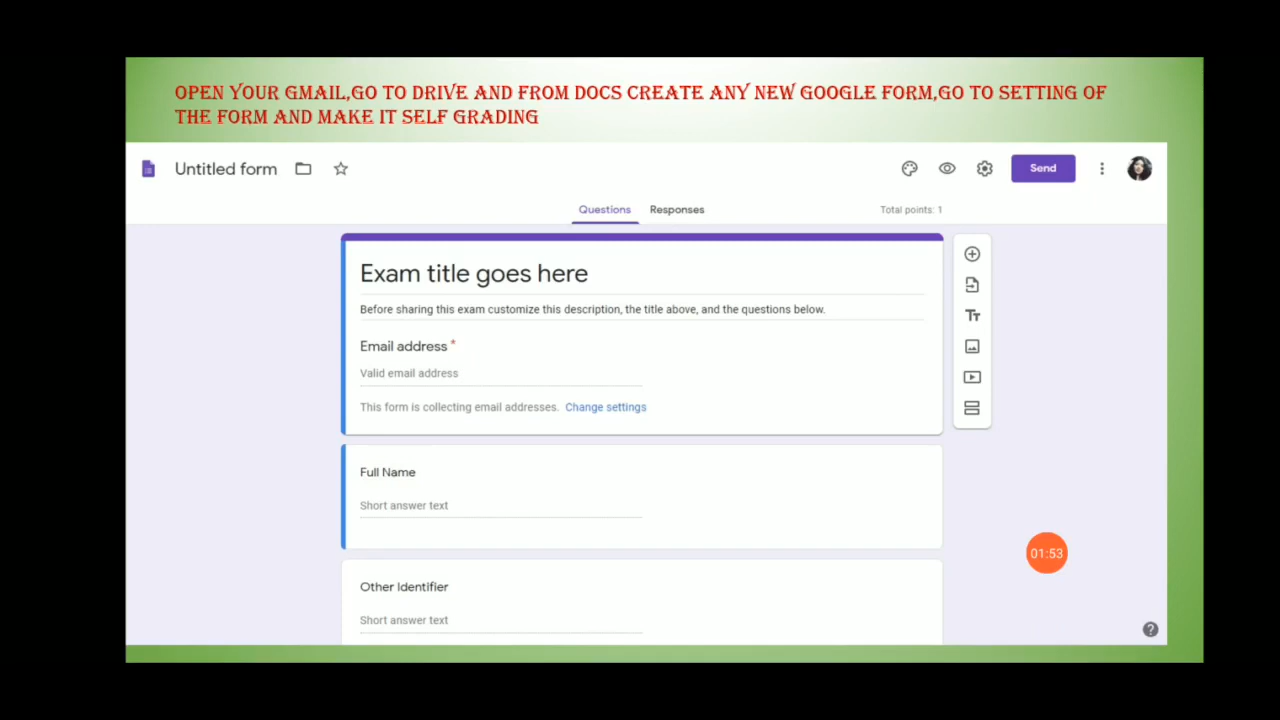 OPEN YOUR GMAIL,GO TO DRIVE AND FROM DOCS CREATE ANY NEW GOOGLE FORM,GO TO SETTING OF
THE FORM AND MAKE IT SELF GRADING
Untitled form
Send
Questions Responses Total points: 1
Exam title goes here
Before sharing this exam customize this description, the title above, and the questions below.
Email address *
Valid email address
This form is collecting email addresses. Change settings
Full Name
Short answer text
01:53
Other Identifier
Short answer text